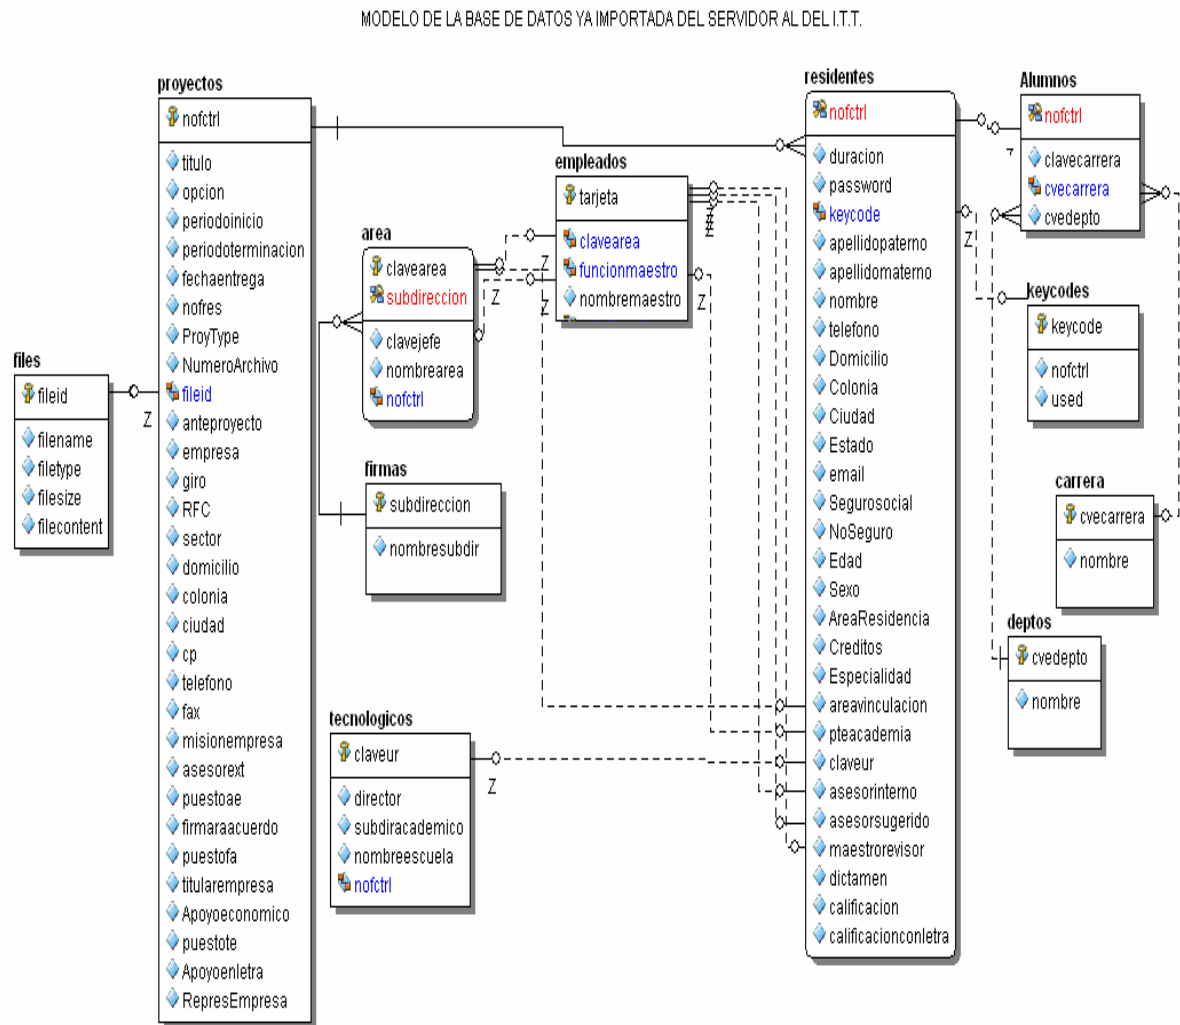 MODELO DE LA BASE DE DATOS YA IMPORTADA DEL SERVIDOR AL DEL I.T.T.
proyectos
nofctrl
titulo
opcion
periodoinicio
periodoterminacion
fechaentrega
nofres
ProyType
NumeroArchivo
fileid
anteproyecto
empresa
giro
RFC
sector
domicilio
colonia
ciudad
cp
telefono
fax
misionempresa
asesorext
puestoae
firmaraacuerdo
puestofa
titularempresa
Apoyoeconomico
puestote
Apoyoenletra
RepresEmpresa
files
fileid
filename
filetype
filesize
filecontent
Z
area
clavearea
subdireccion
clavejefe
nombrearea
nofctrl
Z
Z
firmas
subdireccion
nombresubdir
tecnologicos
claveur
director
subdiracademico
nombreescuela
nofctrl
Z
empleados
tarjeta
clavearea
funcionmaestro
nombremaestro
Z
Z
Z
Z
residentes
nofctrl
duracion
password
keycode
apellidopaterno
apellidomaterno
nombre
telefono
Domicilio
Colonia
Ciudad
Estado
email
Segurosocial
NoSeguro
Edad
Sexo
AreaResidencia
Creditos
Especialidad
areavinculacion
pteacademia
claveur
asesorinterno
asesorsugerido
maestrorevisor
dictamen
calificacion
calificacionconletra
Z
Alumnos
nofctrl
clavecarrera
cvecarrera
cvedepto
keycodes
keycode
nofctrl
used
carrera
cvecarrera
nombre
deptos
cvedepto
nombre